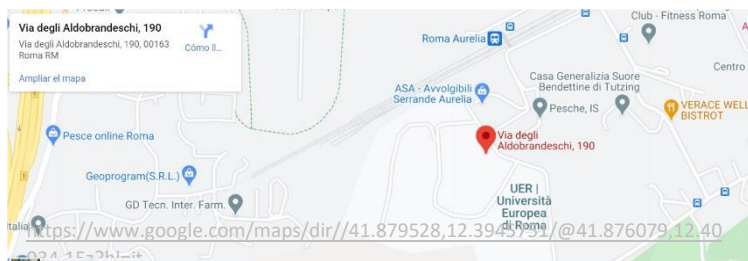 Via degli Aldobrandeschi, 190
Via degli Aldobrandeschi, 190, 00163
Roma RM
Cómo ll...
Ampliar el mapa
Club - Fitness Roma
Roma Aurelia
Centro
ASA - Avvolgibili
Serrande Aurelia
Casa Generalizia Suore
Bendettine di Tutzing
Pesche, IS
VERACE WELL
BISTROT
Pesce online Roma
Via degli
Aldobrandeschi, 190
Geoprogram(S.R.L.)
UER |
Università
Europea
di Roma
GD Tecn. Inter. Farm.
Italia
https://www.google.com/maps/dir//41.879528,12.3945731/@41.876079,12.40